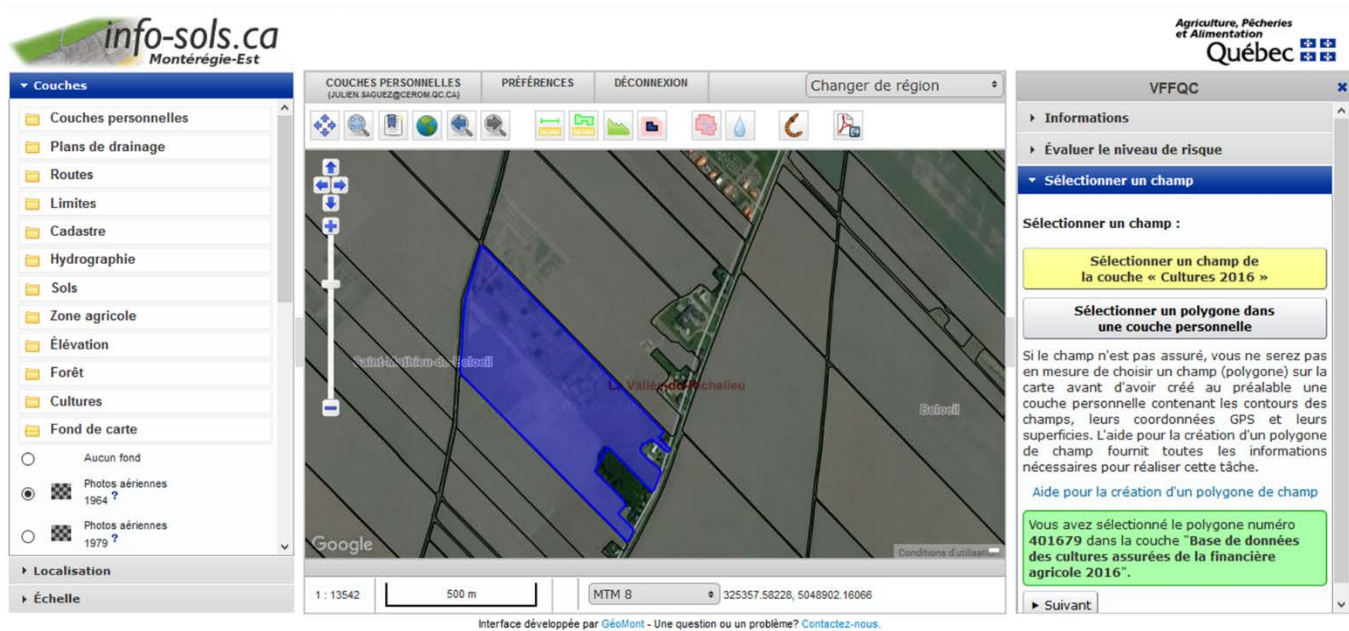 info-sols.ca
Montérégie-Est
Agriculture, Pêcheries
et Alimentation
Québec
Couches
Couches personnelles
Plans de drainage
Routes
Limites
Cadastre
Hydrographie
Sols
Zone agricole
Élévation
Forêt
Cultures
Fond de carte
Aucun fond
Photos aériennes
1964 ?
Photos aériennes
1979 ?
Localisation
Échelle
COUCHES PERSONNELLES
(JULIEN.SAGUEZ@CEROM.QC.CA)
PRÉFÉRENCES
DÉCONNEXION
Changer de région
Saint-Mathieu-de-Beloeil
La Vallée-du-Richelieu
Beloeil
Google
Conditions d'utilisation
1 : 13542
500 m
MTM 8
325357.58228, 5048902.16066
VFFQC
Informations
Évaluer le niveau de risque
Sélectionner un champ
Sélectionner un champ :
Sélectionner un champ de
la couche « Cultures 2016 »
Sélectionner un polygone dans
une couche personnelle
Si le champ n'est pas assuré, vous ne serez pas
en mesure de choisir un champ (polygone) sur la
carte avant d'avoir créé au préalable une
couche personnelle contenant les contours des
champs, leurs coordonnées GPS et leurs
superficies. L'aide pour la création d'un polygone
de champ fournit toutes les informations
nécessaires pour réaliser cette tâche.
Aide pour la création d'un polygone de champ
Vous avez sélectionné le polygone numéro
401679 dans la couche "Base de données
des cultures assurées de la financière
agricole 2016".
Suivant
Interface développée par GéoMont - Une question ou un problème? Contactez-nous.